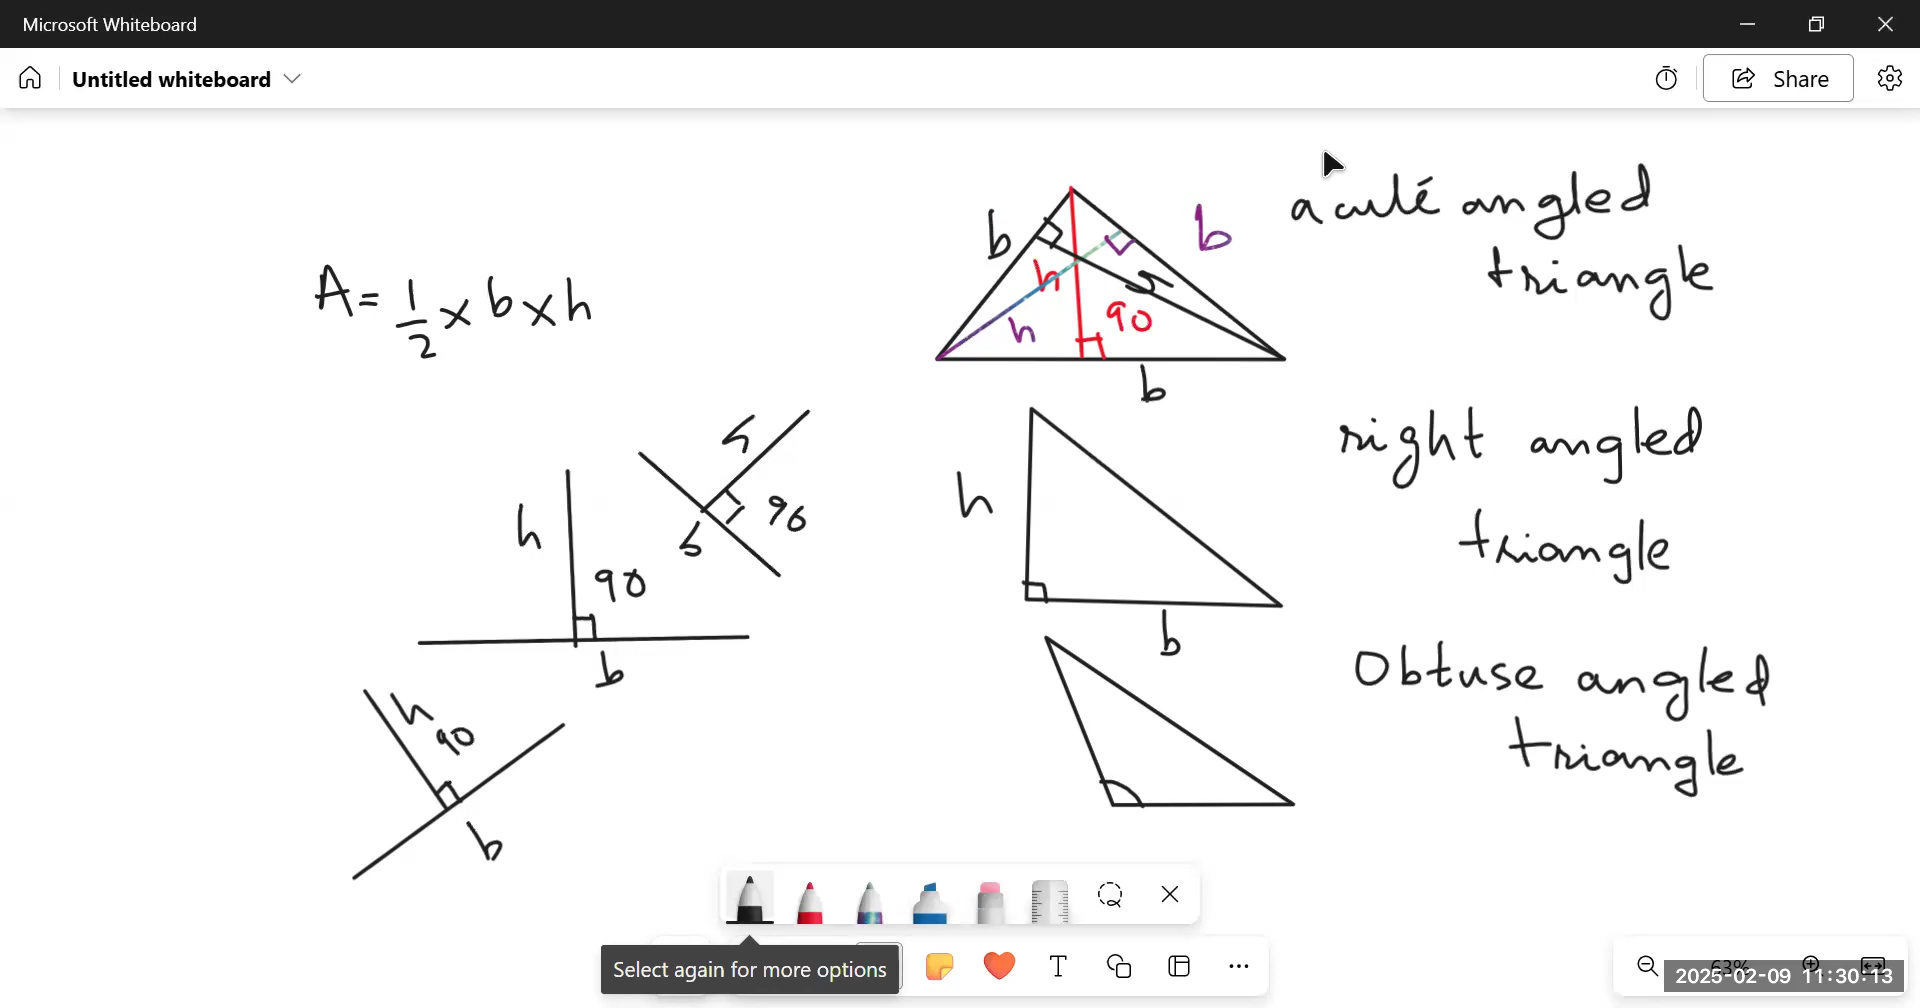 Microsoft Whiteboard
Untitled whiteboard
Share
acute angled
triangle
A = 1/2 × b × h
b
b
h
h
h
90
b
right angled
triangle
h
b
h
90
b
h
b
90
h
90
b
Obtuse angled
triangle
Select again for more options
T
63%
2025-02-09 11:30:13